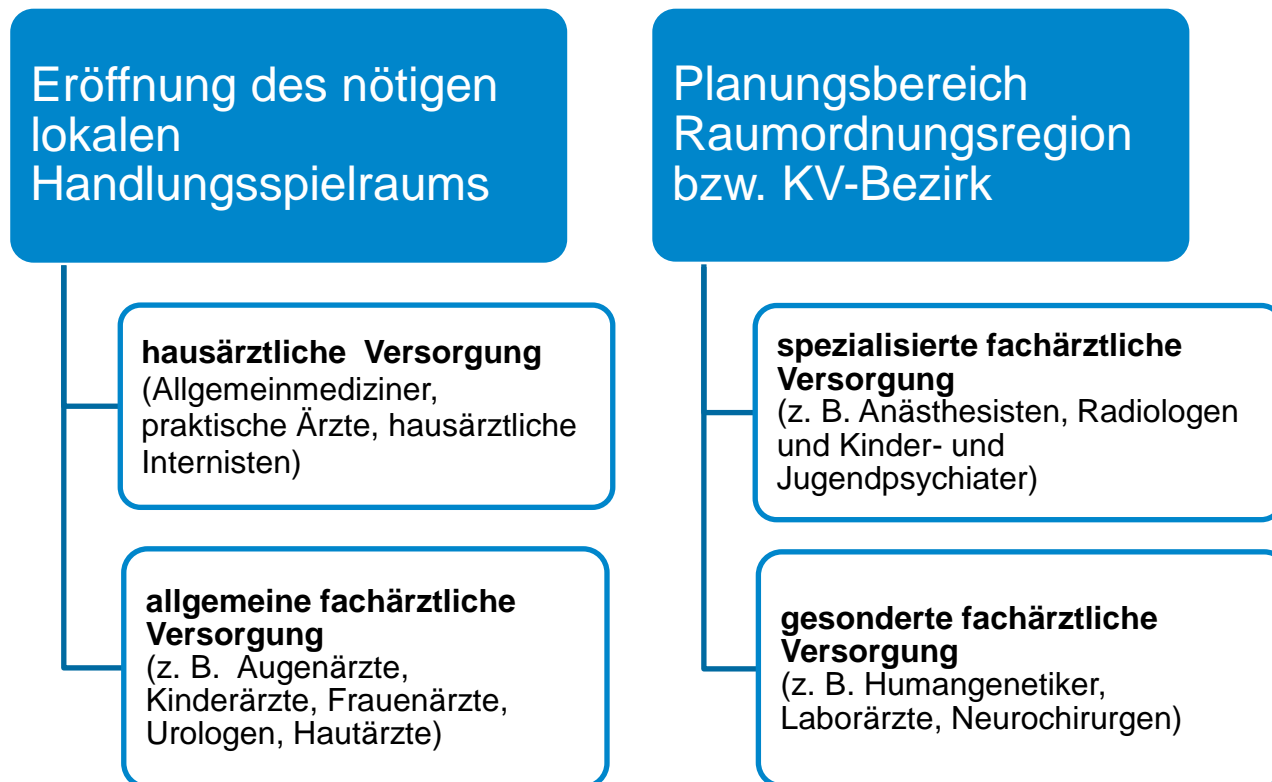 Eröffnung des nötigen
lokalen
Handlungsspielraums
hausärztliche Versorgung
(Allgemeinmediziner,
praktische Ärzte, hausärztliche
Internisten)
allgemeine fachärztliche
Versorgung
(z. B. Augenärzte,
Kinderärzte, Frauenärzte,
Urologen, Hautärzte)
Planungsbereich
Raumordnungsregion
bzw. KV-Bezirk
spezialisierte fachärztliche
Versorgung
(z. B. Anästhesisten, Radiologen
und Kinder- und
Jugendpsychiater)
gesonderte fachärztliche
Versorgung
(z. B. Humangenetiker,
Laborärzte, Neurochirurgen)